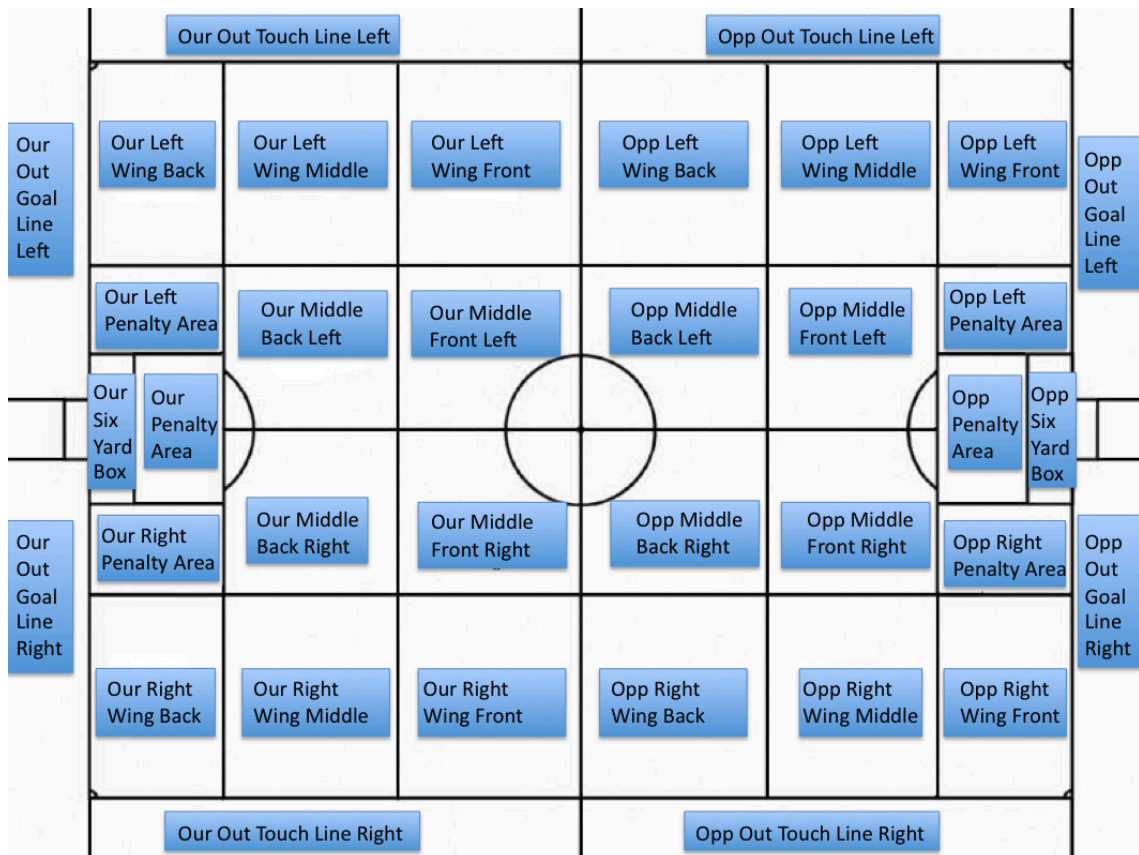 Our Out Touch Line Left
Opp Out Touch Line Left
Our
Out
Goal
Line
Left
Our Left
Wing Back
Our Left
Wing Middle
Our Left
Wing Front
Opp Left
Wing Back
Opp Left
Wing Middle
Opp Left
Wing Front
Opp
Out
Goal
Line
Left
Our Left
Penalty Area
Our Middle
Back Left
Our Middle
Front Left
Opp Middle
Back Left
Opp Middle
Front Left
Opp Left
Penalty Area
Our
Six
Yard
Box
Our
Penalty
Area
Opp
Penalty
Area
Opp
Six
Yard
Box
Our
Out
Goal
Line
Right
Our Right
Penalty Area
Our Middle
Back Right
Our Middle
Front Right
Opp Middle
Back Right
Opp Middle
Front Right
Opp Right
Penalty Area
Opp
Out
Goal
Line
Right
Our Right
Wing Back
Our Right
Wing Middle
Our Right
Wing Front
Opp Right
Wing Back
Opp Right
Wing Middle
Opp Right
Wing Front
Our Out Touch Line Right
Opp Out Touch Line Right